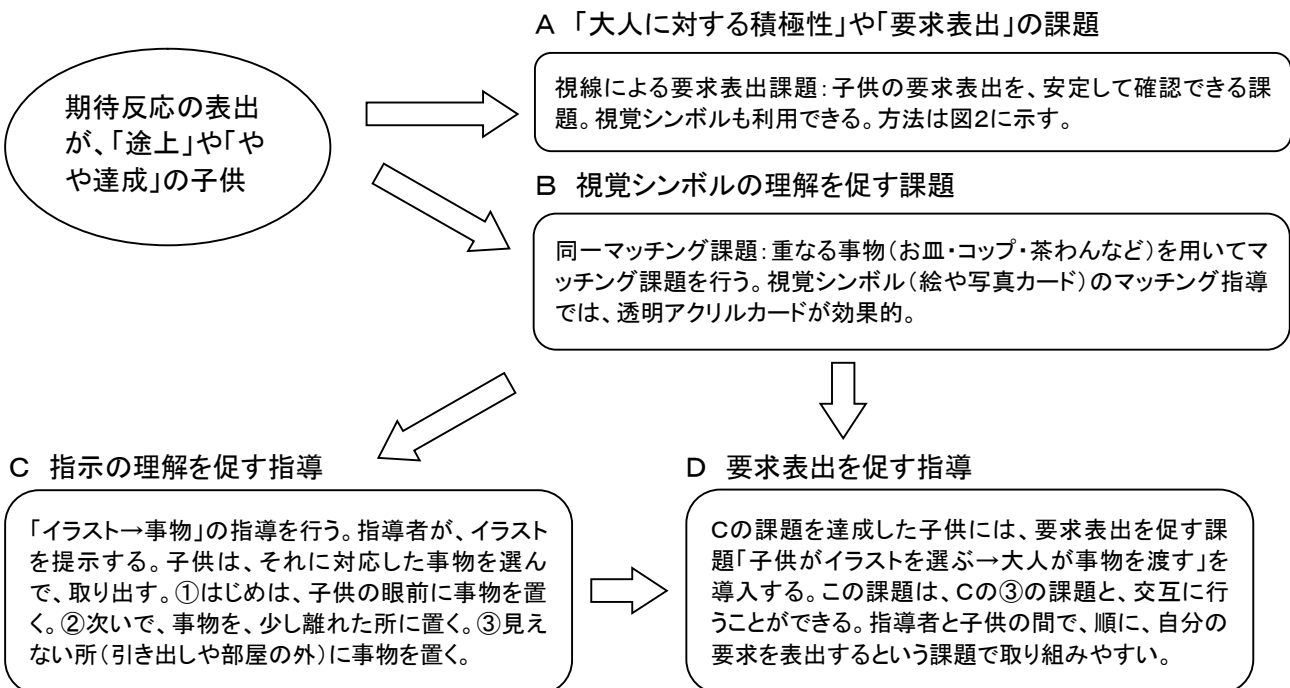 A 「大人に対する積極性」や「要求表出」の課題
期待反応の表出
が、「途上」や「や
や達成」の子供
視線による要求表出課題：子供の要求表出を、安定して確認できる課
題。視覚シンボルも利用できる。方法は図2に示す。
B 視覚シンボルの理解を促す課題
同一マッチング課題：重なる事物（お皿・コップ・茶わんなど）を用いてマ
ッチング課題を行う。視覚シンボル（絵や写真カード）のマッチング指導
では、透明アクリルカードが効果的。
C 指示の理解を促す指導
「イラスト→事物」の指導を行う。指導者が、イラスト
を提示する。子供は、それに対応した事物を選ん
で、取り出す。①はじめは、子供の眼前に事物を置
く。②次いで、事物を、少し離れた所に置く。③見え
ない所（引き出しや部屋の外）に事物を置く。
D 要求表出を促す指導
Cの課題を達成した子供には、要求表出を促す課
題「子供がイラストを選ぶ→大人が事物を渡す」を
導入する。この課題は、Cの③の課題と、交互に行
うことができる。指導者と子供の間で、順に、自分の
要求を表出するという課題で取り組みやすい。